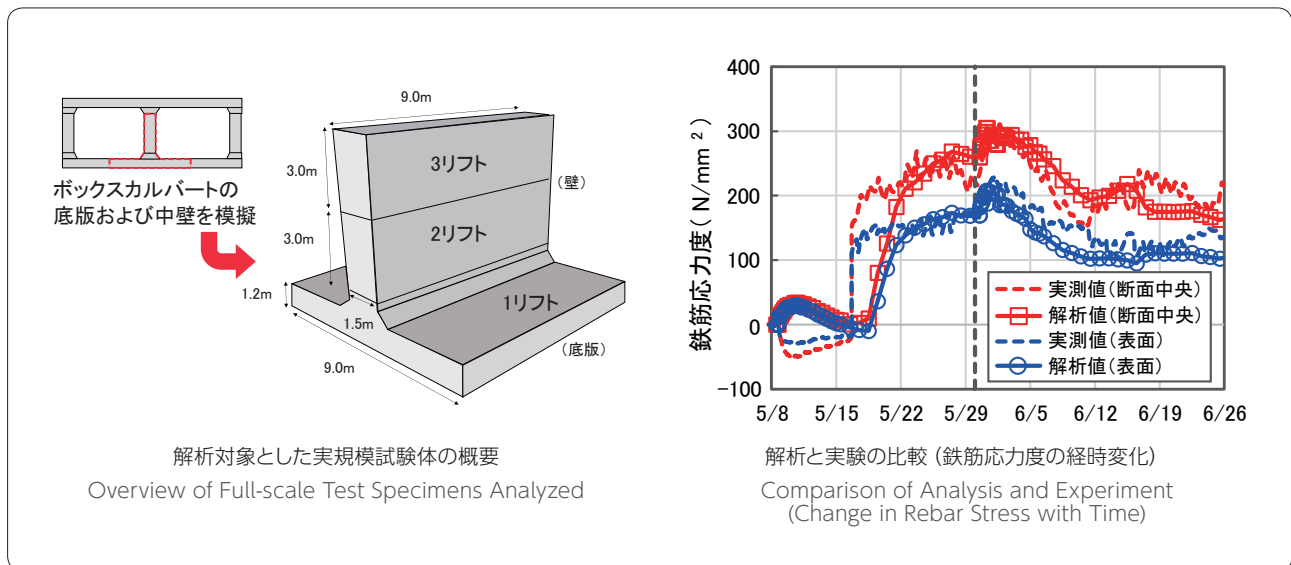 ボックスカルバートの
底版および中壁を模擬
9.0m
3.0m
3リフト
(壁)
3.0m
2リフト
1.2m
1リフト
1.5m
(底版)
9.0m
解析対象とした実規模試験体の概要
Overview of Full-scale Test Specimens Analyzed
鉄筋応力度 ( N/mm 2 )
400
300
200
100
0
-100
5/8 5/15 5/22 5/29 6/5 6/12 6/19 6/26
実測値(断面中央)
解析値(断面中央)
実測値(表面)
解析値(表面)
解析と実験の比較 (鉄筋応力度の経時変化)
Comparison of Analysis and Experiment
(Change in Rebar Stress with Time)